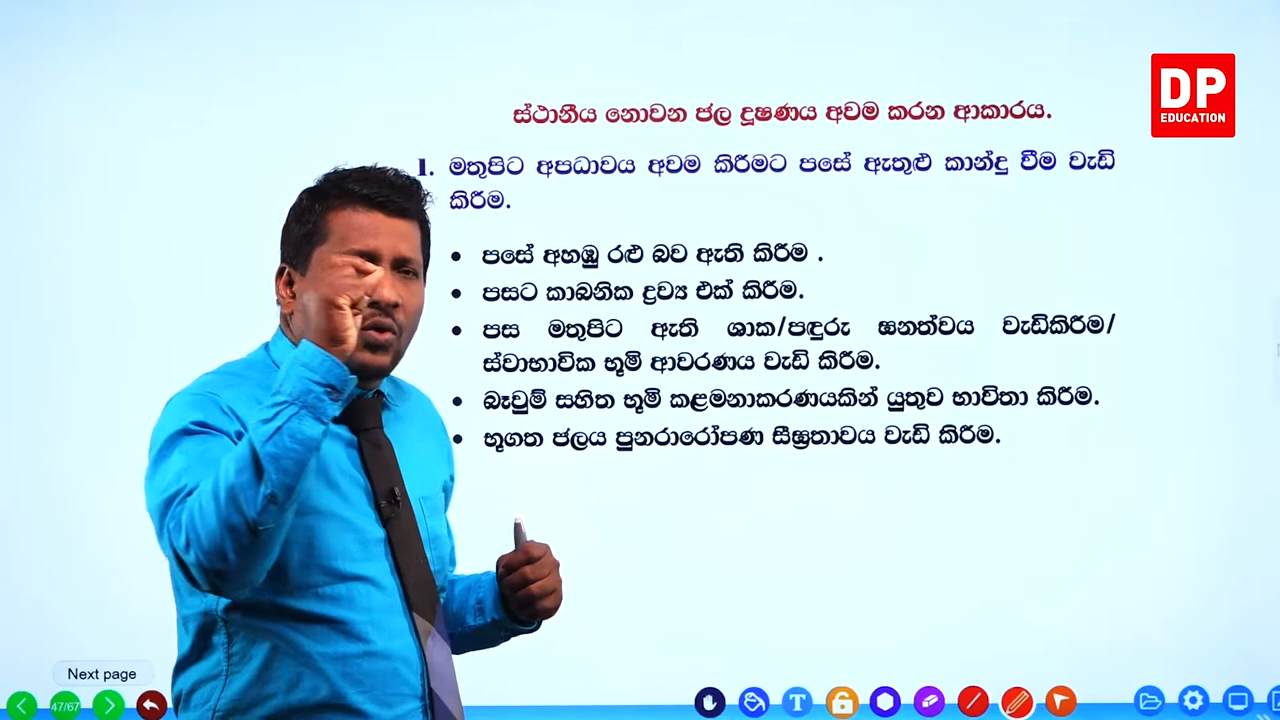 DP
EDUCATION
ස්ථානීය නොවන ජල දූෂණය අවම කරන ආකාරය.
1. මතුපිට අපධාවය අවම කිරීමට පසේ ඇතුළු කාන්දු වීම වැඩි
කිරීම.
• පසේ අහඹු රළු බව ඇති කිරීම .
• පසට කාබනික ද්‍රව්‍ය එක් කිරීම.
• පස මතුපිට ඇති ශාක/පඳුරු ඝනත්වය වැඩිකිරීම/
ස්වාභාවික භූමි ආවරණය වැඩි කිරීම.
• බෑවුම් සහිත භූමි කළමනාකරණයකින් යුතුව භාවිතා කිරීම.
• භූගත ජලය පුනරාරෝපණ සීඝ්‍රතාවය වැඩි කිරීම.
Next page
47/67
T